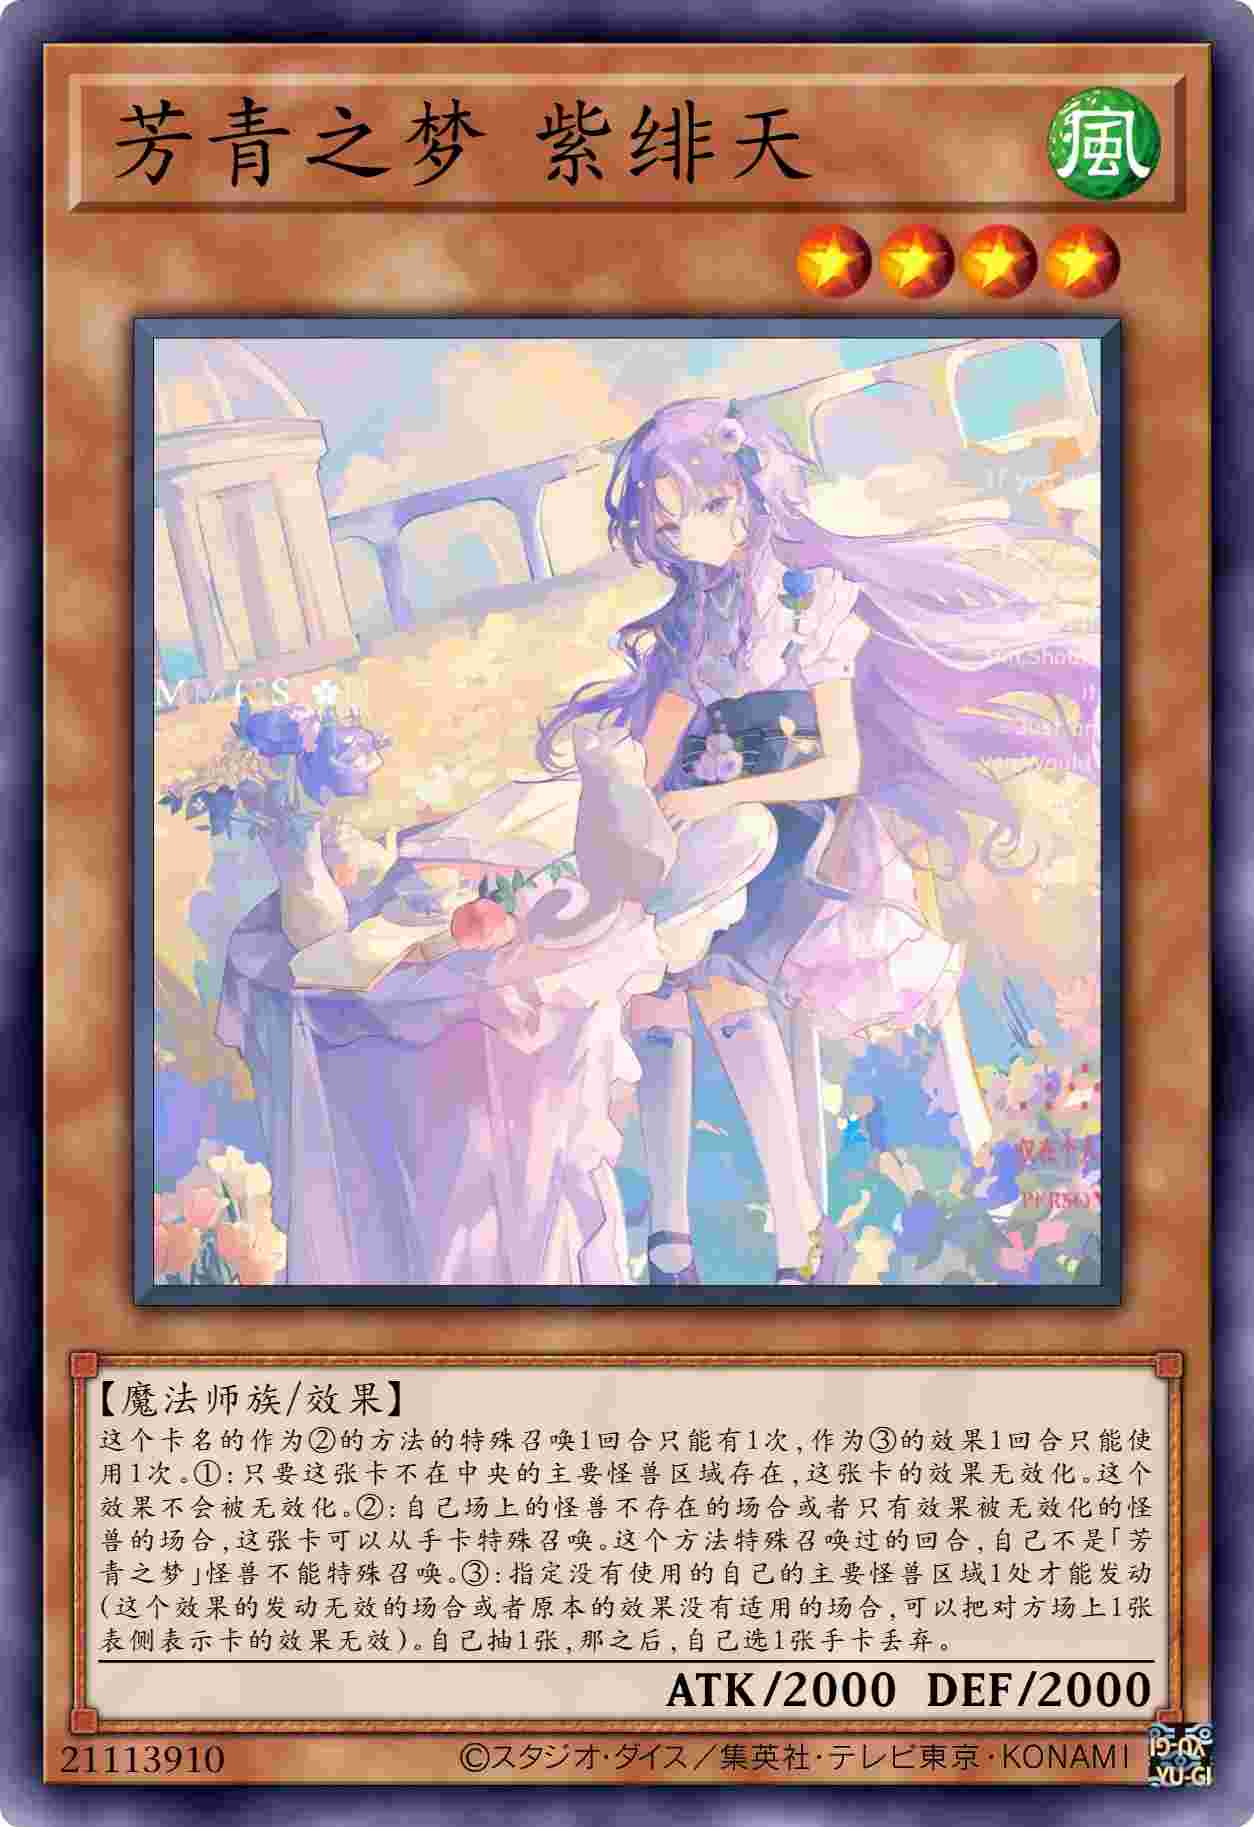 芳青之梦 紫绯天
風
If you
Just an
you would
仅在个人
PERSON
【魔法师族/效果】
这个卡名的作为②的方法的特殊召唤1回合只能有1次,作为③的效果1回合只能使
用1次。①:只要这张卡不在中央的主要怪兽区域存在,这张卡的效果无效化。这个
效果不会被无效化。②:自己场上的怪兽不存在的场合或者只有效果被无效化的怪
兽的场合,这张卡可以从手卡特殊召唤。这个方法特殊召唤过的回合,自己不是「芳
青之梦」怪兽不能特殊召唤。③:指定没有使用的自己的主要怪兽区域1处才能发动
(这个效果的发动无效的场合或者原本的效果没有适用的场合,可以把对方场上1张
表侧表示卡的效果无效)。自己抽1张,那之后,自己选1张手卡丢弃。
ATK/2000 DEF/2000
21113910 ©スタジオ·ダイス/集英社·テレビ東京·KONAMI
YU-GI